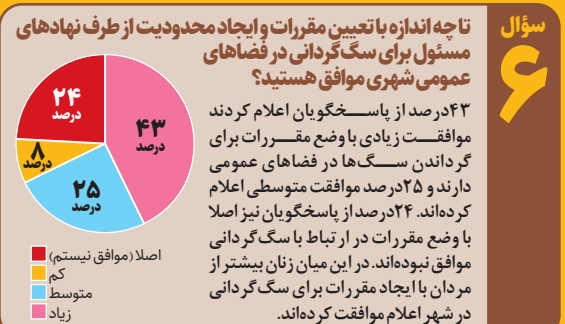 سؤال
۶
تا چه اندازه با تعیین مقررات و ایجاد محدودیت از طرف نهادهای
مسئول برای سگ‌گردانی در فضاهای
عمومی شهری موافق هستید؟
۴۳درصد از پاسخگویان اعلام کردند
موافقت زیادی با وضع مقررات برای
گرداندن سگ‌ها در فضاهای عمومی
دارند و ۲۵درصد موافقت متوسطی اعلام
کرده‌اند. ۲۴درصد از پاسخگویان نیز اصلا
با وضع مقررات در ارتباط با سگ‌گردانی
موافق نبوده‌اند. در این میان زنان بیشتر از
مردان با ایجاد مقررات برای سگ‌گردانی
در شهر اعلام موافقت کرده‌اند.
۴۳
درصد
۲۴
درصد
۸
درصد
۲۵
درصد
اصلا (موافق نیستم)
کم
متوسط
زیاد